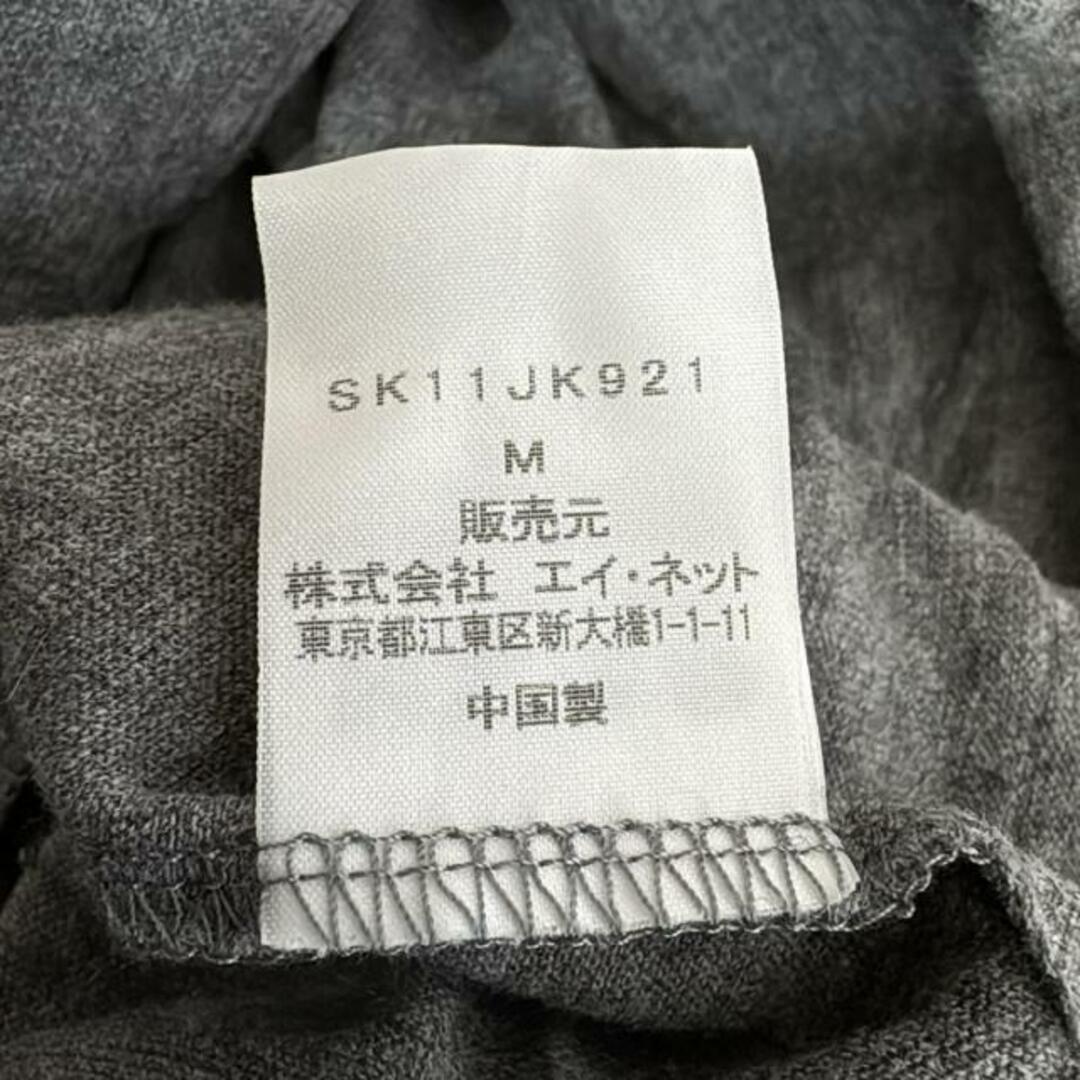 SK11JK921
M
販売元
株式会社 エイ・ネット
東京都江東区新大橋1-1-11
中国製